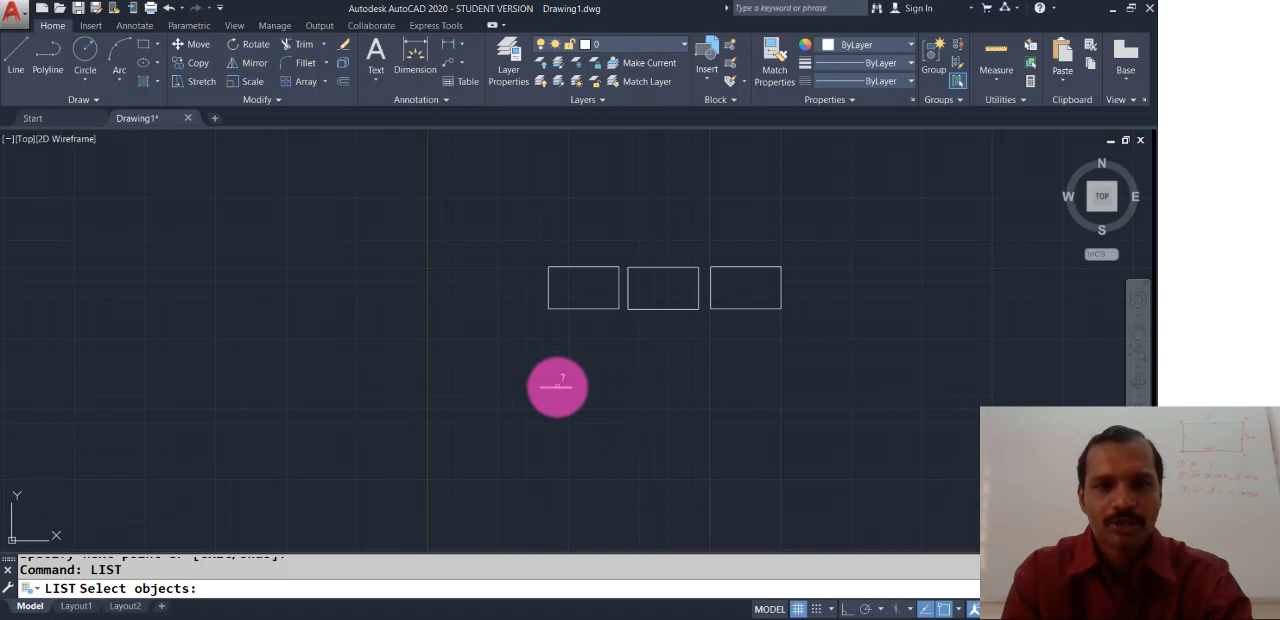 Autodesk AutoCAD 2020 - STUDENT VERSION Drawing1.dwg
Type a keyword or phrase
Sign In
Home Insert Annotate Parametric View Manage Output Collaborate Express Tools
Line
Polyline
Circle
Arc
Move Rotate Trim
Copy Mirror Fillet
Stretch Scale Array
Text
Dimension
Table
Layer
Properties
0
Make Current
Match Layer
Insert
Match
Properties
ByLayer
ByLayer
ByLayer
Group
Measure
Paste
Base
Draw Modify Annotation Layers Block Properties Groups Utilities Clipboard View
Start Drawing1*
[−][Top][2D Wireframe]
N
W TOP E
S
WCS
?
Y
X
Command: LIST
LIST Select objects:
Model Layout1 Layout2
MODEL